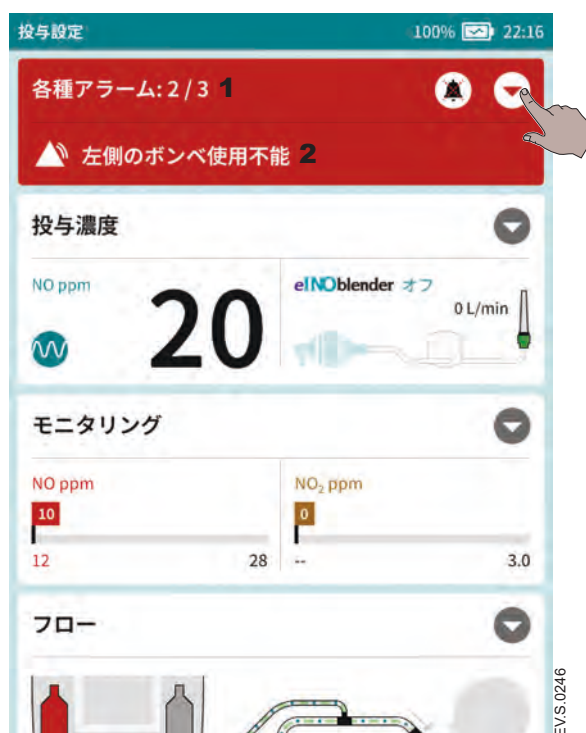 投与設定 100% 22:16
各種アラーム: 2 / 3 1
左側のボンベ使用不能 2
投与濃度
NO ppm 20
eINOblender オフ
0 L/min
モニタリング
NO ppm NO₂ ppm
10 0
12 28 -- 3.0
フロー
EV.S.0246